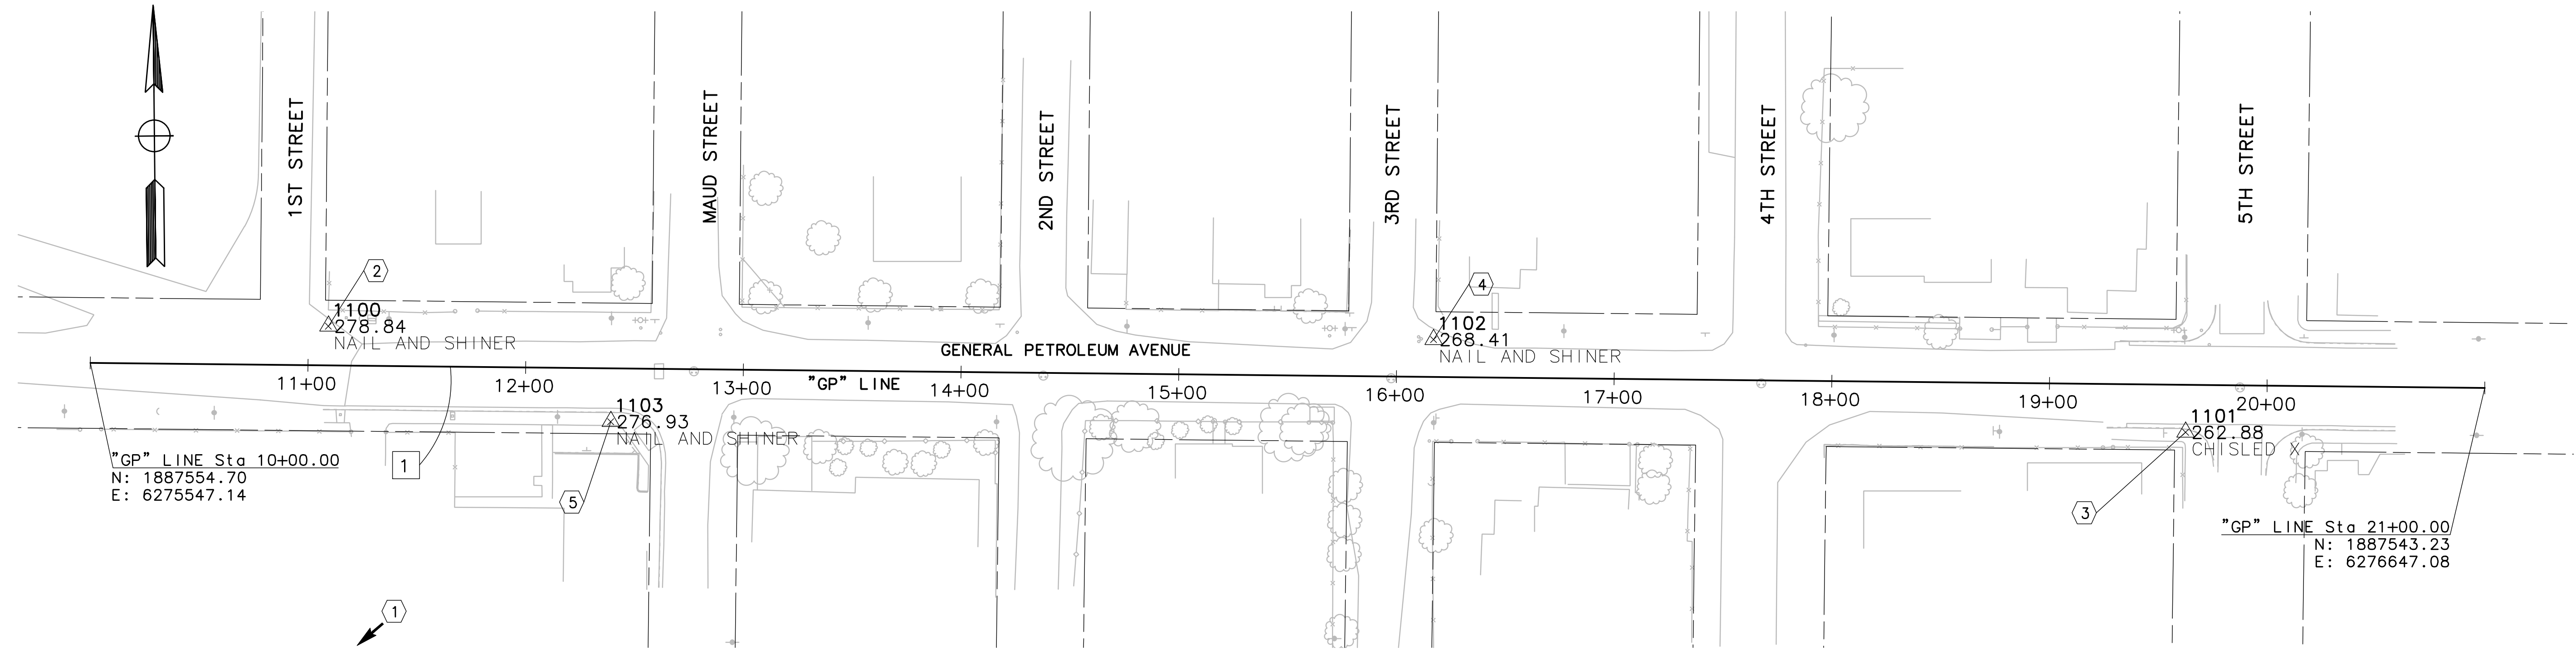 1ST STREET
MAUD STREET
2ND STREET
3RD STREET
4TH STREET
5TH STREET
2
1100
278.84
NAIL AND SHINER
4
1102
268.41
NAIL AND SHINER
GENERAL PETROLEUM AVENUE
"GP" LINE
11+00
12+00
13+00
14+00
15+00
16+00
17+00
18+00
19+00
20+00
1103
276.93
NAIL AND SHINER
1101
262.88
CHISLED X
"GP" LINE Sta 10+00.00
N: 1887554.70
E: 6275547.14
1
5
3
"GP" LINE Sta 21+00.00
N: 1887543.23
E: 6276647.08
1